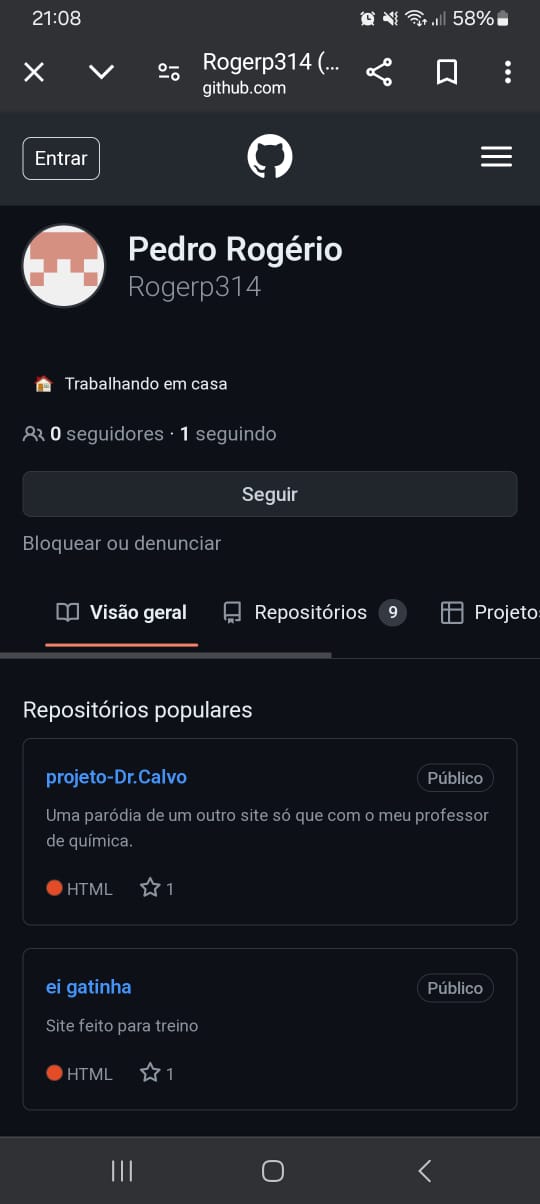 21:08
58%
Rogerp314 (...
github.com
Entrar
Pedro Rogério
Rogerp314
Trabalhando em casa
0 seguidores · 1 seguindo
Seguir
Bloquear ou denunciar
Visão geral
Repositórios 9
Projetos
Repositórios populares
projeto-Dr.Calvo
Público
Uma paródia de um outro site só que com o meu professor
de química.
HTML
1
ei gatinha
Público
Site feito para treino
HTML
1